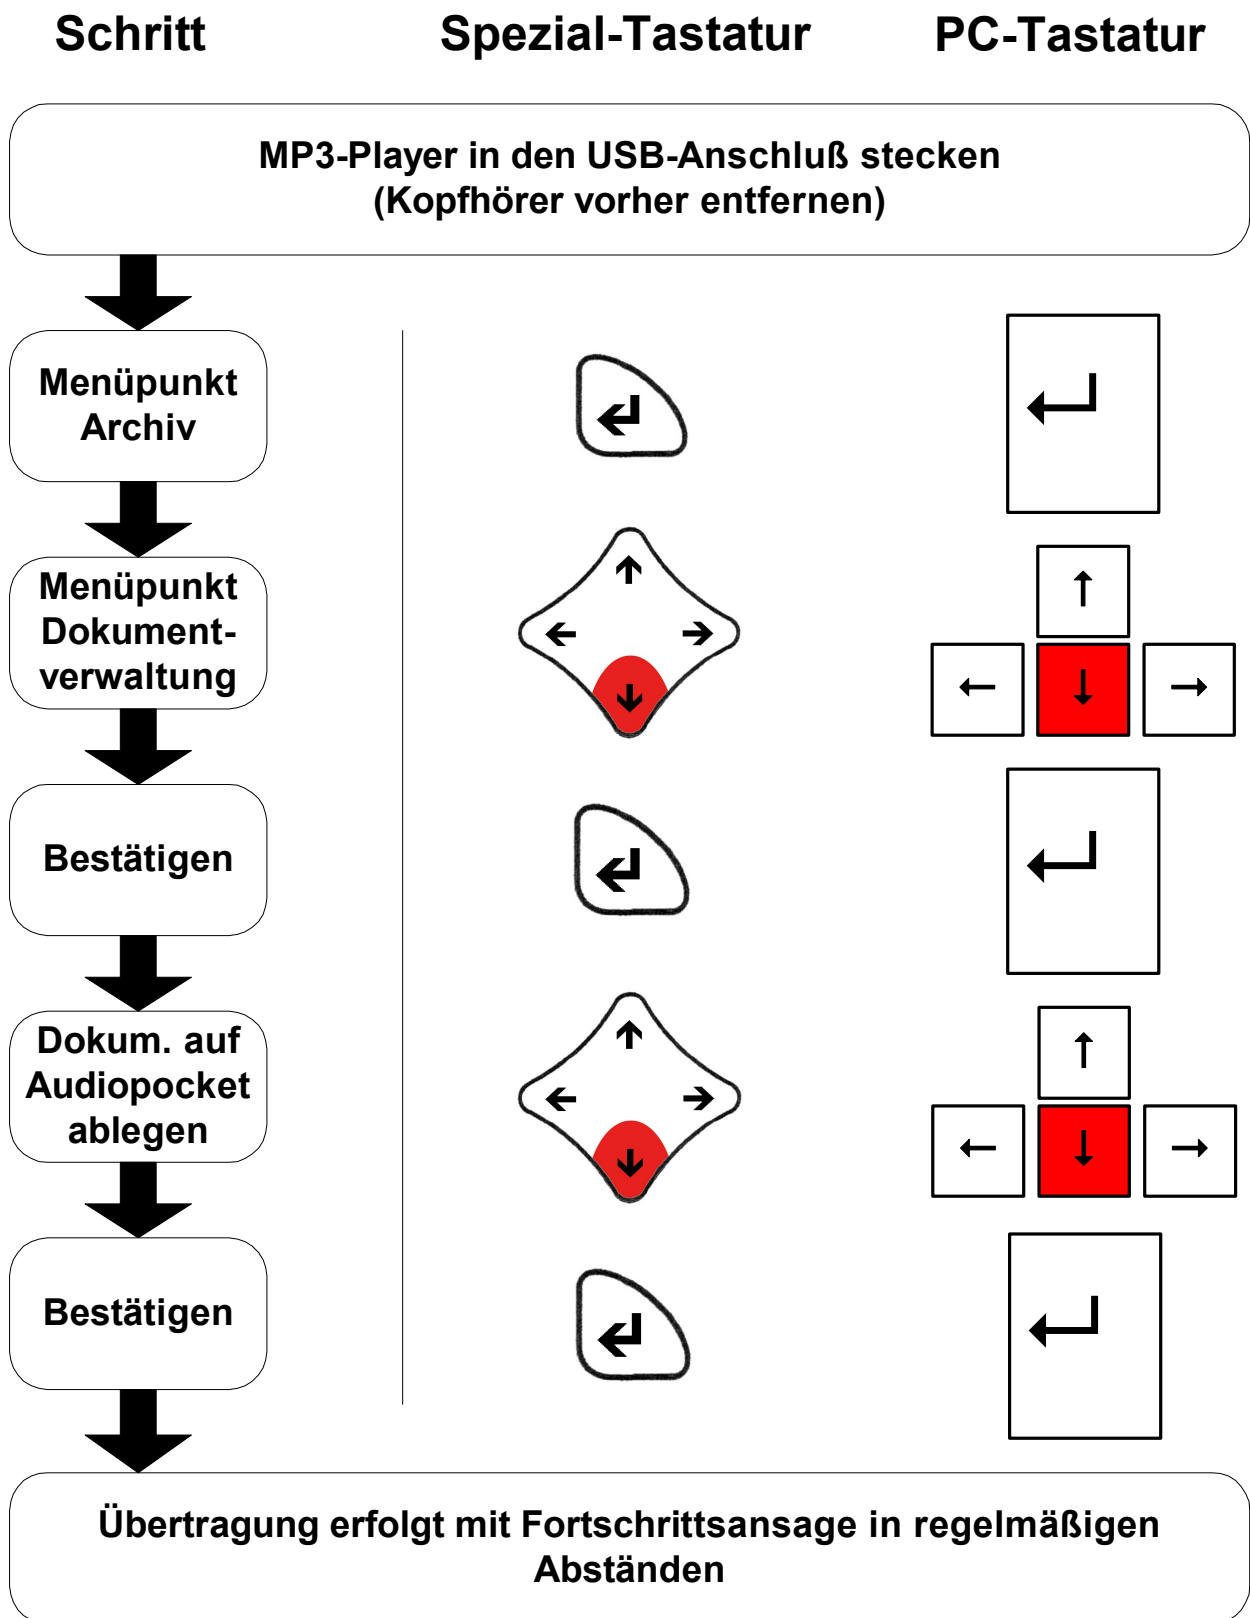 Schritt
Spezial-Tastatur
PC-Tastatur
MP3-Player in den USB-Anschluß stecken
(Kopfhörer vorher entfernen)
Menüpunkt
Archiv
Menüpunkt
Dokument-
verwaltung
Bestätigen
Dokum. auf
Audiopocket
ablegen
Bestätigen
Übertragung erfolgt mit Fortschrittsansage in regelmäßigen
Abständen